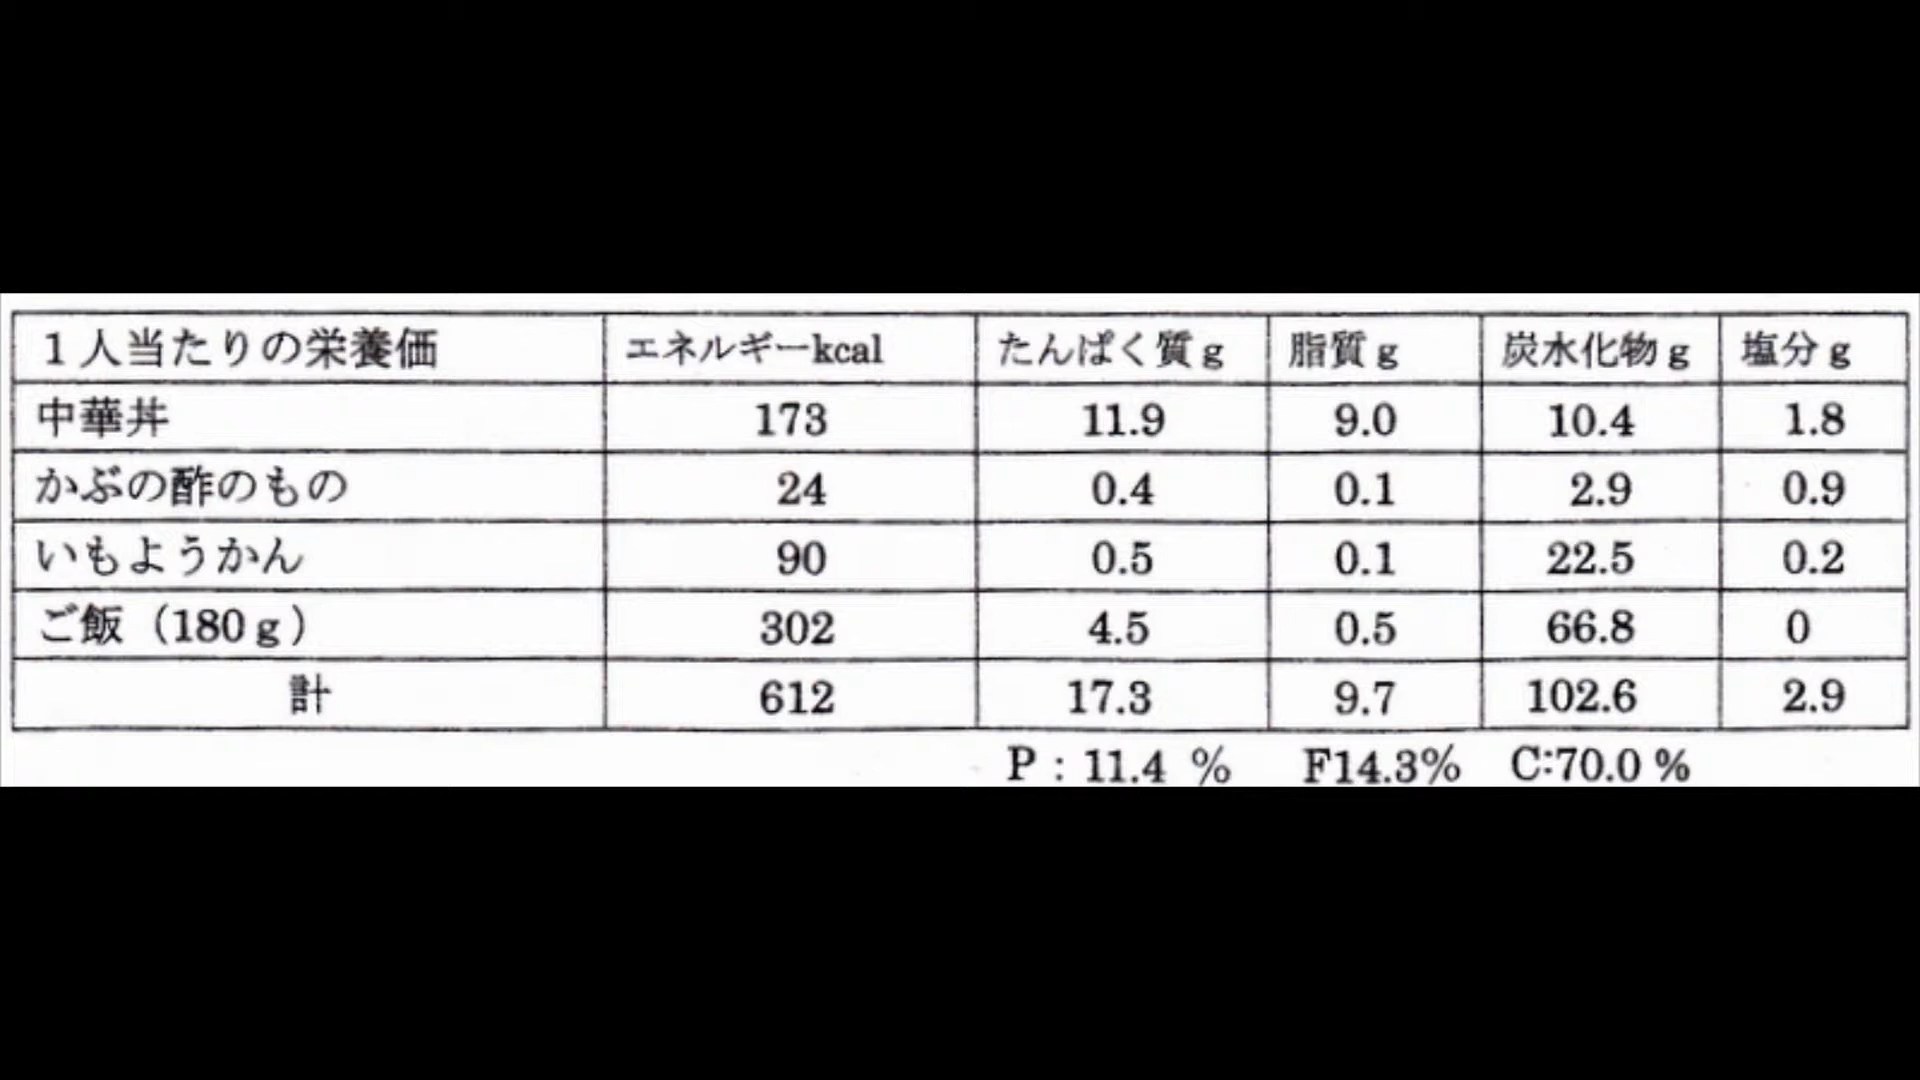 1人当たりの栄養価 エネルギーkcal たんぱく質g 脂質g 炭水化物g 塩分g
中華丼 173 11.9 9.0 10.4 1.8
かぶの酢のもの 24 0.4 0.1 2.9 0.9
いもようかん 90 0.5 0.1 22.5 0.2
ご飯（180g） 302 4.5 0.5 66.8 0
計 612 17.3 9.7 102.6 2.9
P：11.4 % F14.3% C:70.0 %